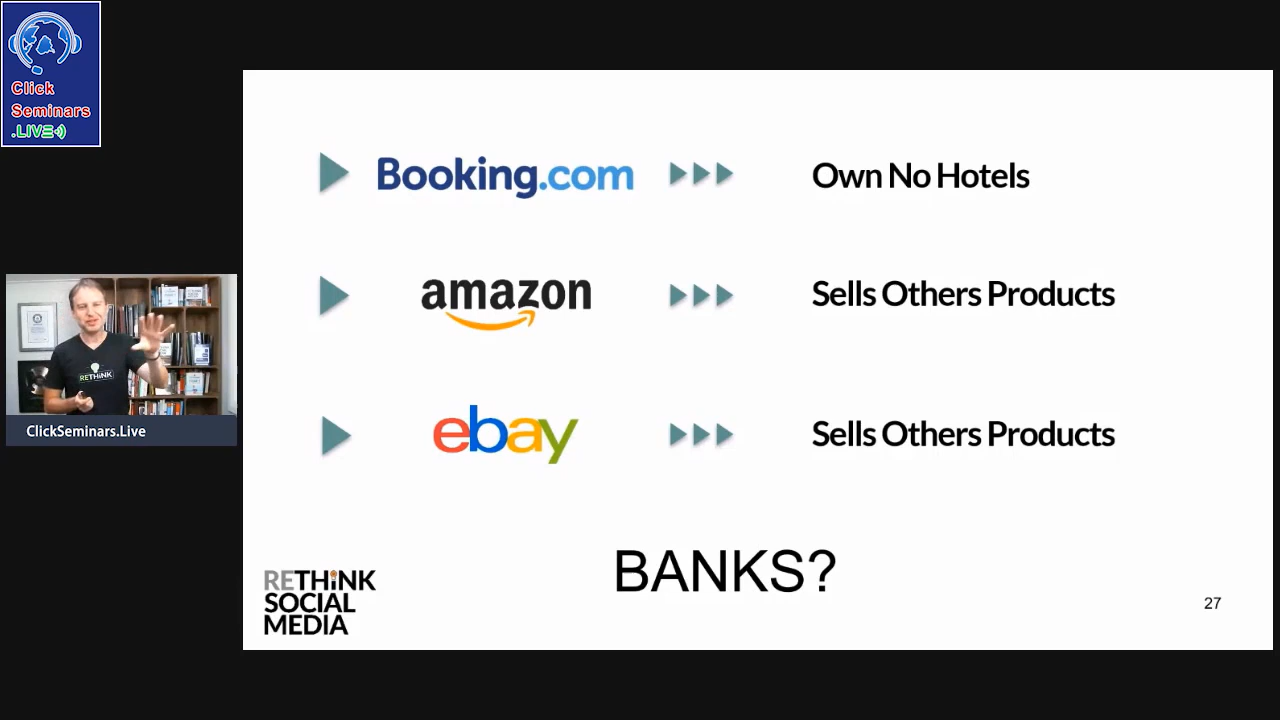 Click
Seminars
.LIVE
Booking.com Own No Hotels
amazon Sells Others Products
RETHiNK
ClickSeminars.Live
ebay Sells Others Products
BANKS?
RETHiNK
SOCIAL
MEDIA
27